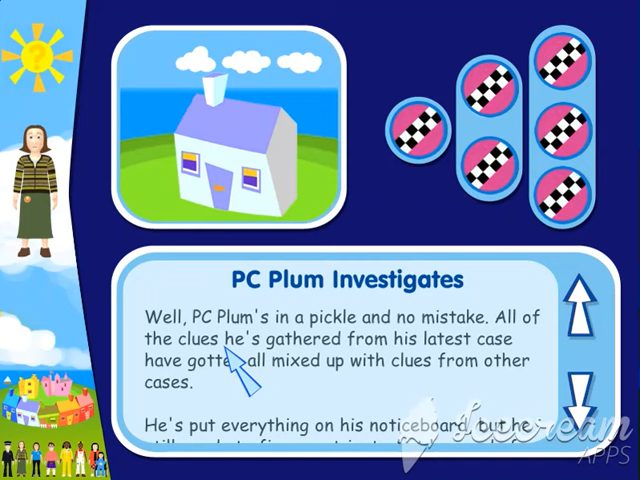 PC Plum Investigates
Well, PC Plum's in a pickle and no mistake. All of
the clues he's gathered from his latest case
have gotten all mixed up with clues from other
cases.
He's put everything on his noticeboard, but he
Icecream
APPS